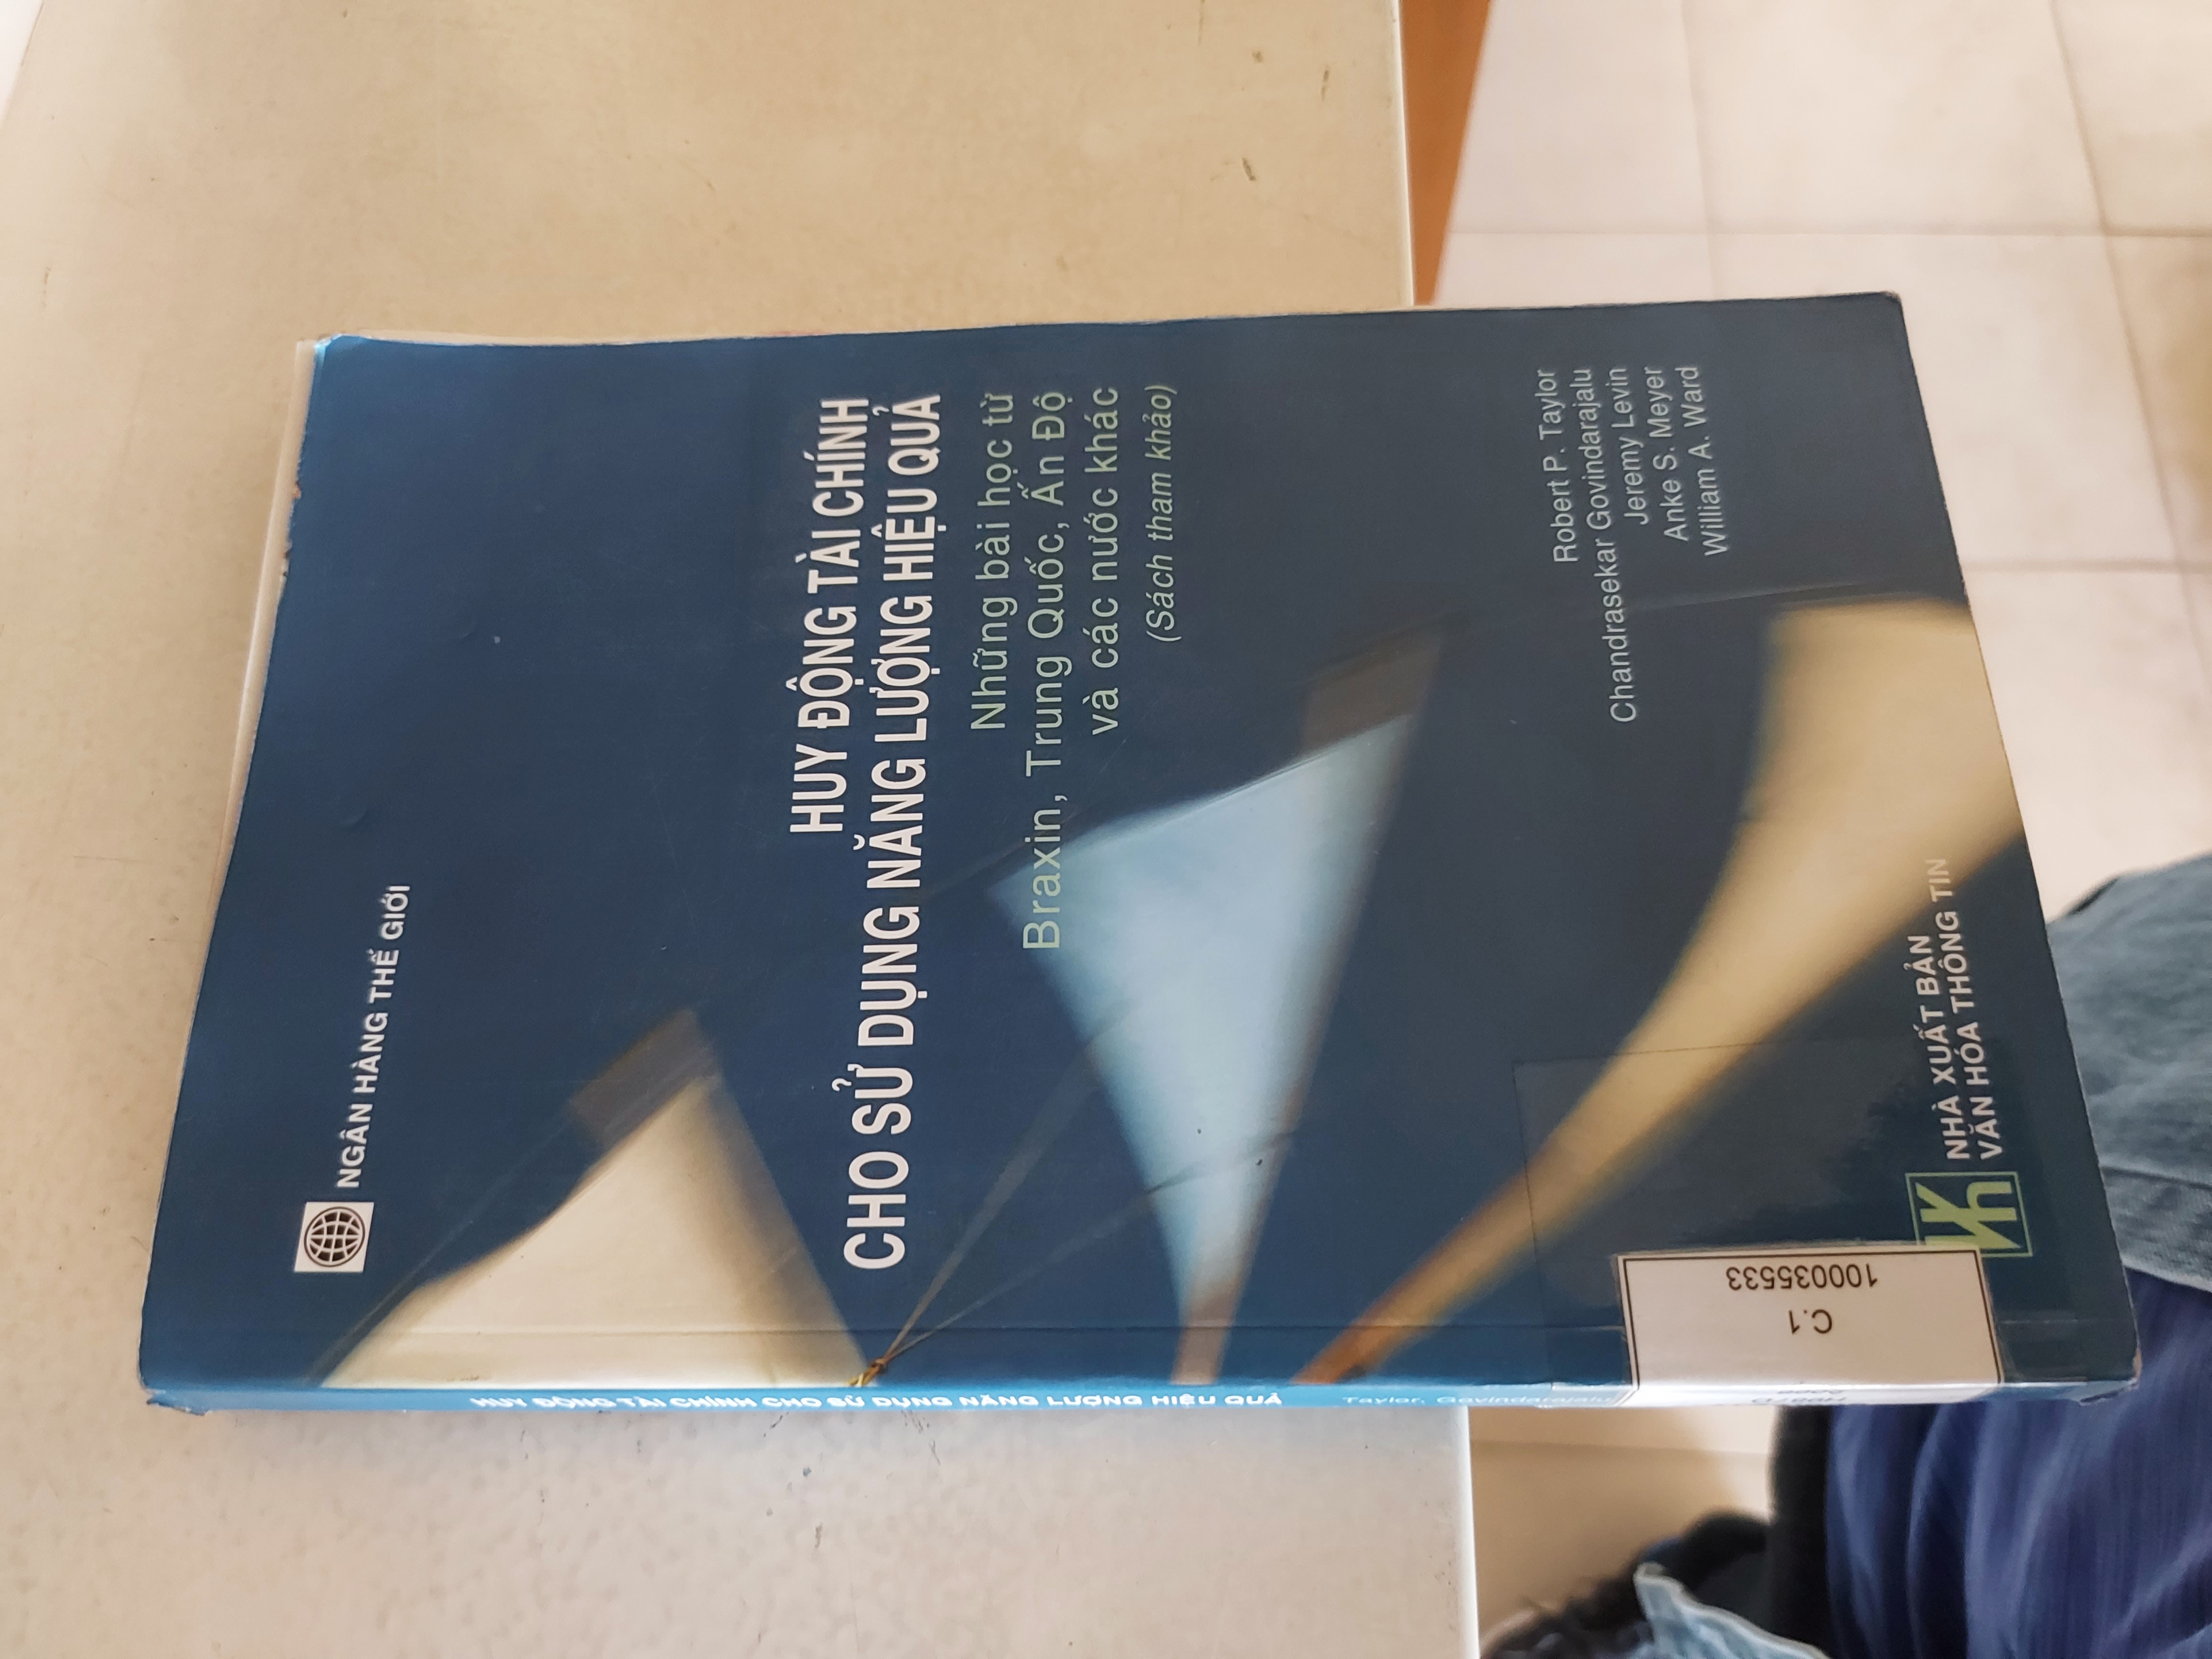 NGÂN HÀNG THẾ GIỚI
HUY ĐỘNG TÀI CHÍNH
CHO SỬ DỤNG NĂNG LƯỢNG HIỆU QUẢ
Những bài học từ
Braxin, Trung Quốc, Ấn Độ
và các nước khác
(Sách tham khảo)
Robert P. Taylor
Chandrasekar Govindarajalu
Jeremy Levin
Anke S. Meyer
William A. Ward
C.1
100035533
NHÀ XUẤT BẢN
VĂN HÓA THÔNG TIN
HUY ĐỘNG TÀI CHÍNH CHO SỬ DỤNG NĂNG LƯỢNG HIỆU QUẢ Taylor, Govindarajalu